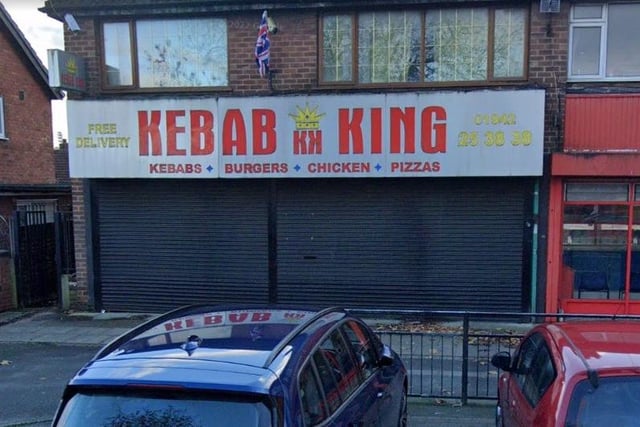 FREE
DELIVERY
KEBAB KK KING
01942
25 30 30
KEBABS ✦ BURGERS ✦ CHICKEN ✦ PIZZAS